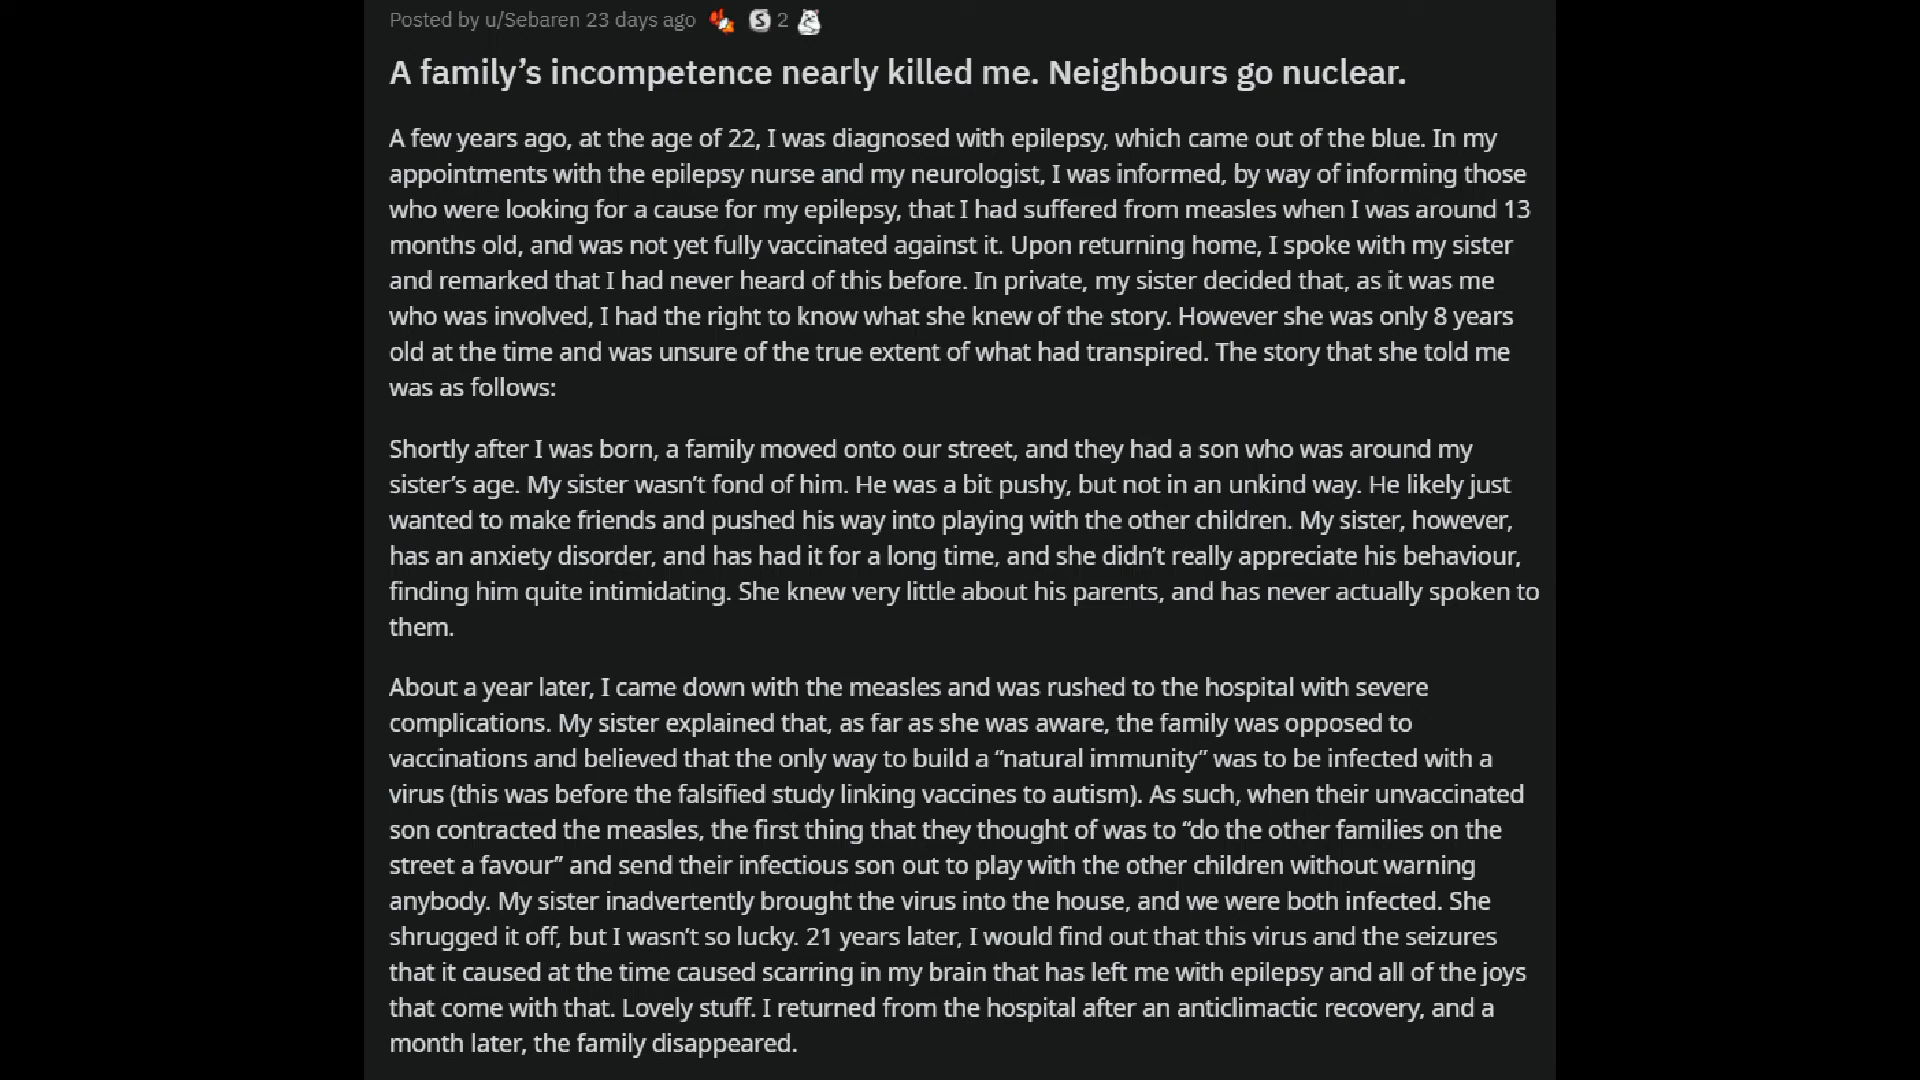 Posted by u/Sebaren 23 days ago S 2
A family’s incompetence nearly killed me. Neighbours go nuclear.
A few years ago, at the age of 22, I was diagnosed with epilepsy, which came out of the blue. In my
appointments with the epilepsy nurse and my neurologist, I was informed, by way of informing those
who were looking for a cause for my epilepsy, that I had suffered from measles when I was around 13
months old, and was not yet fully vaccinated against it. Upon returning home, I spoke with my sister
and remarked that I had never heard of this before. In private, my sister decided that, as it was me
who was involved, I had the right to know what she knew of the story. However she was only 8 years
old at the time and was unsure of the true extent of what had transpired. The story that she told me
was as follows:
Shortly after I was born, a family moved onto our street, and they had a son who was around my
sister’s age. My sister wasn’t fond of him. He was a bit pushy, but not in an unkind way. He likely just
wanted to make friends and pushed his way into playing with the other children. My sister, however,
has an anxiety disorder, and has had it for a long time, and she didn’t really appreciate his behaviour,
finding him quite intimidating. She knew very little about his parents, and has never actually spoken to
them.
About a year later, I came down with the measles and was rushed to the hospital with severe
complications. My sister explained that, as far as she was aware, the family was opposed to
vaccinations and believed that the only way to build a “natural immunity” was to be infected with a
virus (this was before the falsified study linking vaccines to autism). As such, when their unvaccinated
son contracted the measles, the first thing that they thought of was to “do the other families on the
street a favour” and send their infectious son out to play with the other children without warning
anybody. My sister inadvertently brought the virus into the house, and we were both infected. She
shrugged it off, but I wasn’t so lucky. 21 years later, I would find out that this virus and the seizures
that it caused at the time caused scarring in my brain that has left me with epilepsy and all of the joys
that come with that. Lovely stuff. I returned from the hospital after an anticlimactic recovery, and a
month later, the family disappeared.